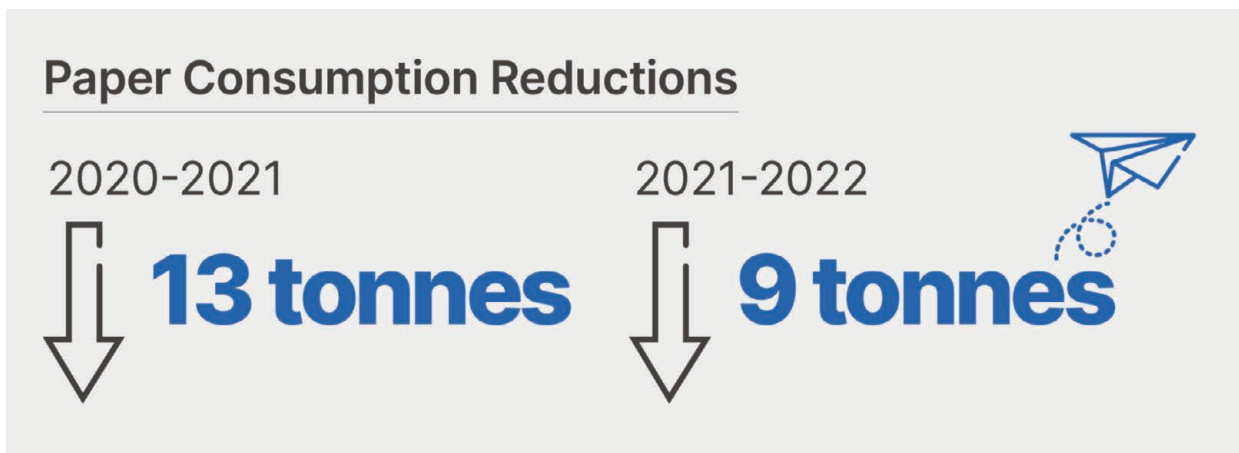 Paper Consumption Reductions
2020-2021
13 tonnes
2021-2022
9 tonnes